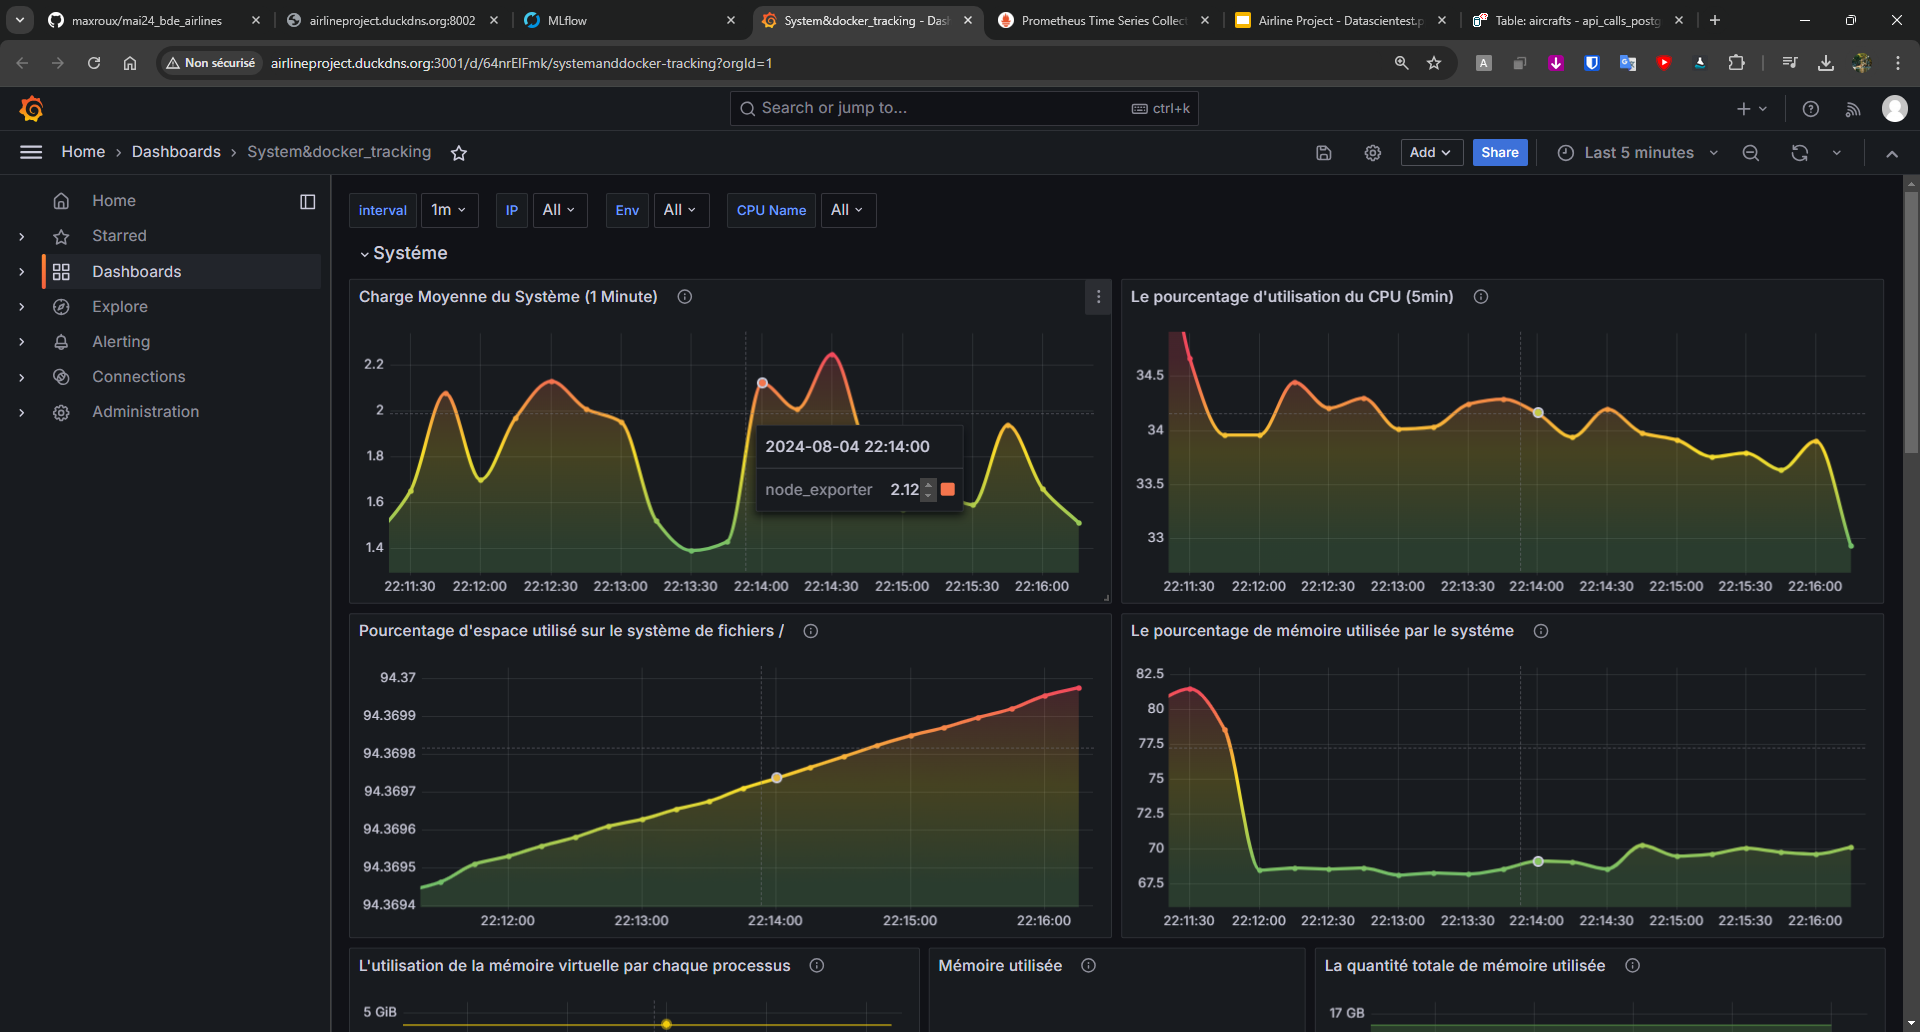 maxroux/mai24_bde_airlines
airlineproject.duckdns.org:8002
MLflow
System&docker_tracking - Das
Prometheus Time Series Collect
Airline Project - Datascientest.p
Table: aircrafts - api_calls_postg
Non sécurisé
airlineproject.duckdns.org:3001/d/64nrElFmk/systemanddocker-tracking?orgId=1
Search or jump to...
ctrl+k
Home › Dashboards › System&docker_tracking
Add
Share
Last 5 minutes
Home
Starred
Dashboards
Explore
Alerting
Connections
Administration
interval 1m IP All Env All CPU Name All
Systéme
Charge Moyenne du Système (1 Minute)
2.2
2
1.8
1.6
1.4
22:11:30 22:12:00 22:12:30 22:13:00 22:13:30 22:14:00 22:14:30 22:15:00 22:15:30 22:16:00
2024-08-04 22:14:00
node_exporter 2.12
Le pourcentage d'utilisation du CPU (5min)
34.5
34
33.5
33
22:11:30 22:12:00 22:12:30 22:13:00 22:13:30 22:14:00 22:14:30 22:15:00 22:15:30 22:16:00
Pourcentage d'espace utilisé sur le système de fichiers /
94.37
94.3699
94.3698
94.3697
94.3696
94.3695
94.3694
22:12:00 22:13:00 22:14:00 22:15:00 22:16:00
Le pourcentage de mémoire utilisée par le systéme
82.5
80
77.5
75
72.5
70
67.5
22:11:30 22:12:00 22:12:30 22:13:00 22:13:30 22:14:00 22:14:30 22:15:00 22:15:30 22:16:00
L'utilisation de la mémoire virtuelle par chaque processus
5 GiB
Mémoire utilisée
La quantité totale de mémoire utilisée
17 GB